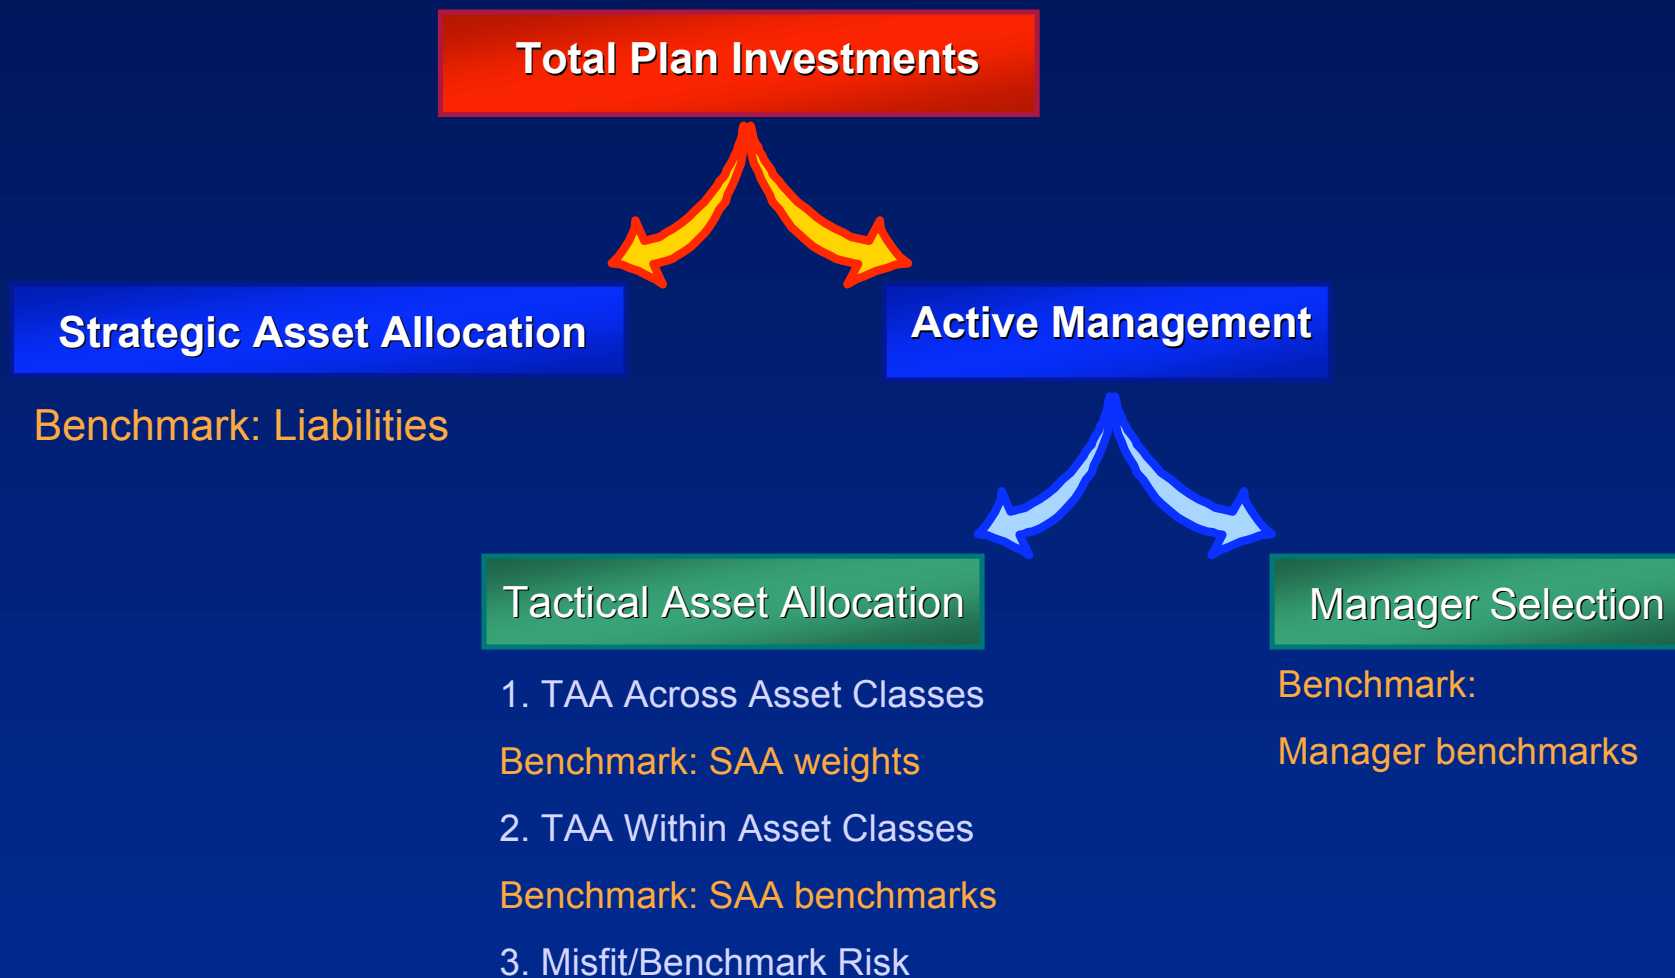 Total Plan Investments
Strategic Asset Allocation
Benchmark: Liabilities
Active Management
Tactical Asset Allocation
1. TAA Across Asset Classes
Benchmark: SAA weights
2. TAA Within Asset Classes
Benchmark: SAA benchmarks
3. Misfit/Benchmark Risk
Manager Selection
Benchmark:
Manager benchmarks